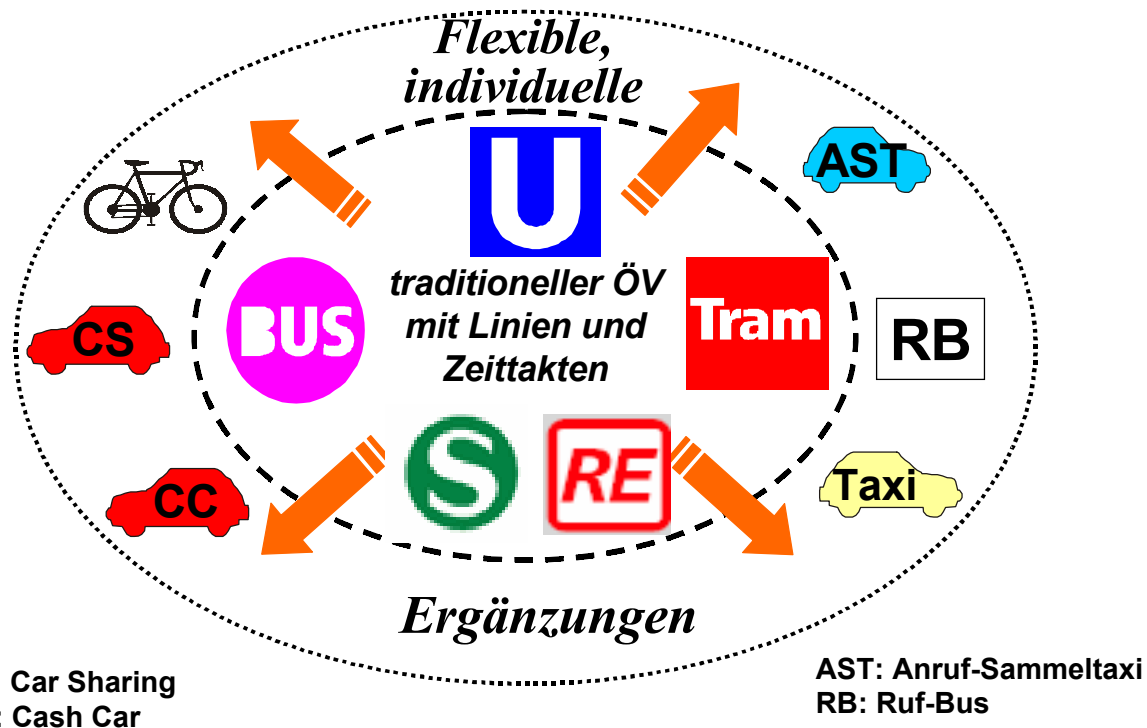 Flexible,
individuelle
U
AST
traditioneller ÖV
mit Linien und
Zeittakten
BUS
Tram
CS
RB
S
RE
CC
Taxi
Ergänzungen
Car Sharing
: Cash Car
AST: Anruf-Sammeltaxi
RB: Ruf-Bus